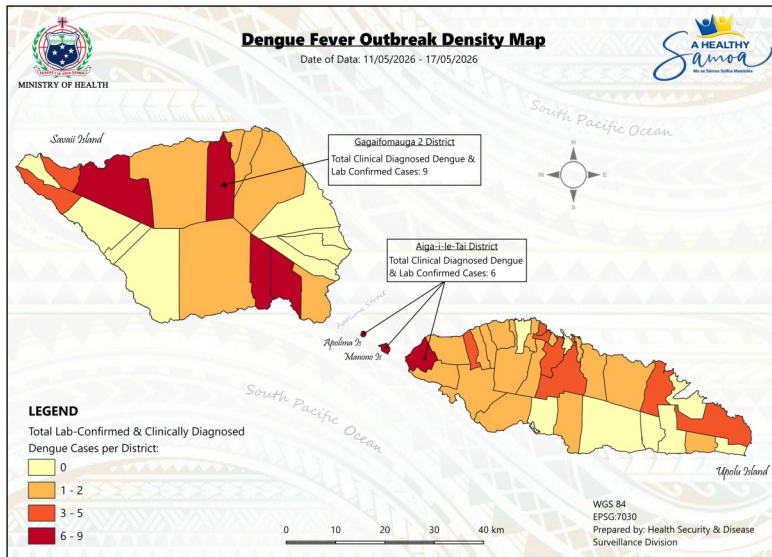 Dengue Fever Outbreak Density Map
Date of Data: 11/05/2026 - 17/05/2026
MINISTRY OF HEALTH
A HEALTHY
Samoa
South Pacific Ocean
Savaii Island
Gagaifomauga 2 District
Total Clinical Diagnosed Dengue &
Lab Confirmed Cases: 9
N
W
E
S
Aiga-i-le-Tai District
Total Clinical Diagnosed Dengue
& Lab Confirmed Cases: 6
Apolima Strait
Apolima Is
Manono Is
South Pacific Ocean
LEGEND
Total Lab-Confirmed & Clinically Diagnosed
Dengue Cases per District:
0
1 - 2
3 - 5
6 - 9
Upolu Island
0 10 20 30 40 km
WGS 84
EPSG:7030
Prepared by: Health Security & Disease
Surveillance Division